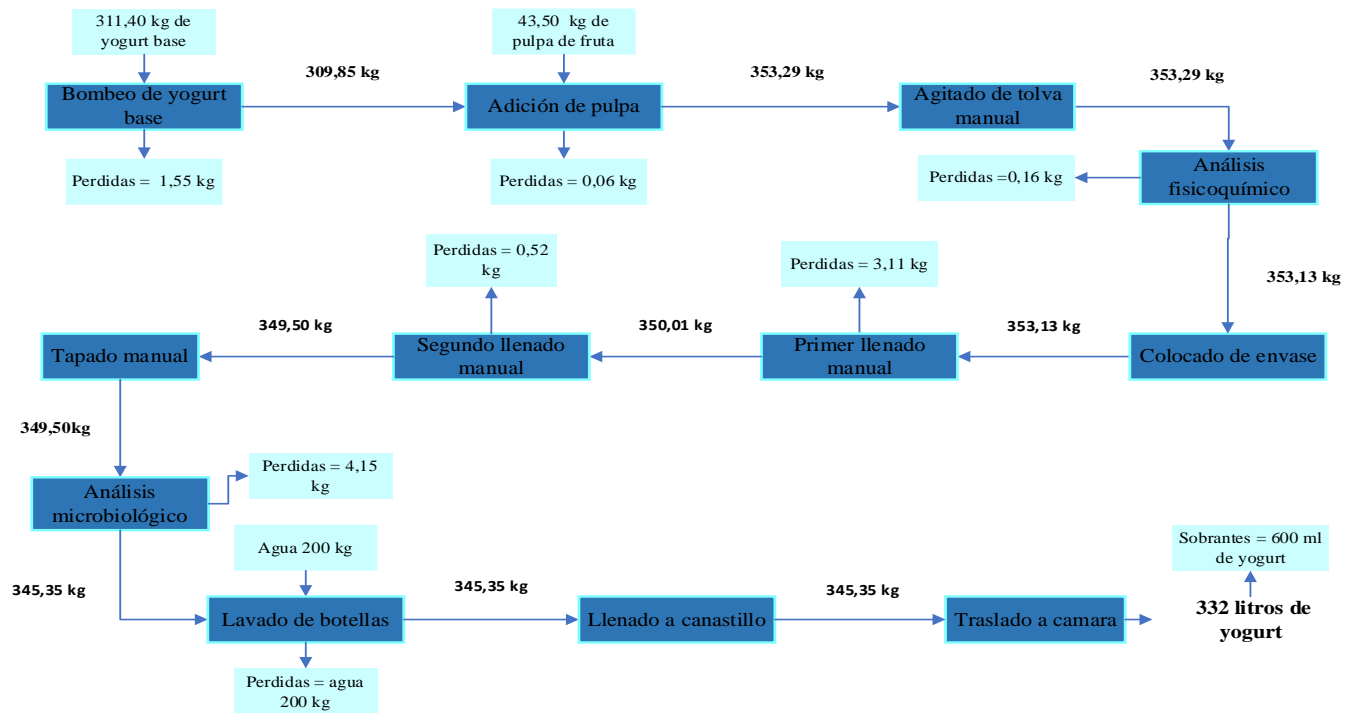 311,40 kg de
yogurt base
43,50  kg de
pulpa de fruta
309,85 kg
353,29 kg
353,29 kg
Bombeo de yogurt
base
Adición de pulpa
Agitado de tolva
manual
Perdidas =  1,55 kg
Perdidas = 0,06 kg
Perdidas =0,16 kg
Análisis
fisicoquímico
Perdidas = 0,52
kg
Perdidas = 3,11 kg
353,13 kg
349,50 kg
350,01 kg
353,13 kg
Tapado manual
Segundo llenado
manual
Primer llenado
manual
Colocado de envase
349,50kg
Perdidas = 4,15
kg
Análisis
microbiológico
Agua 200 kg
Sobrantes = 600 ml
de yogurt
345,35 kg
345,35 kg
345,35 kg
Lavado de botellas
Llenado a canastillo
Traslado a camara
332 litros de
yogurt
Perdidas = agua
200 kg